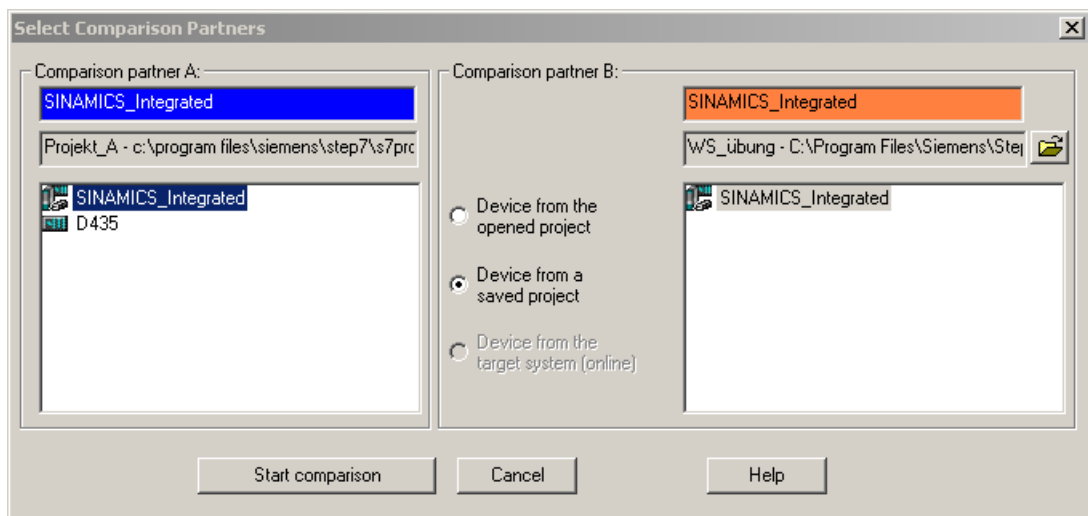 Select Comparison Partners
Comparison partner A:
SINAMICS_Integrated
Projekt_A - c:\program files\siemens\step7\s7prc
SINAMICS_Integrated
D435
Comparison partner B:
SINAMICS_Integrated
WS_übung - C:\Program Files\Siemens\Step
Device from the
opened project
Device from a
saved project
Device from the
target system (online)
SINAMICS_Integrated
Start comparison
Cancel
Help